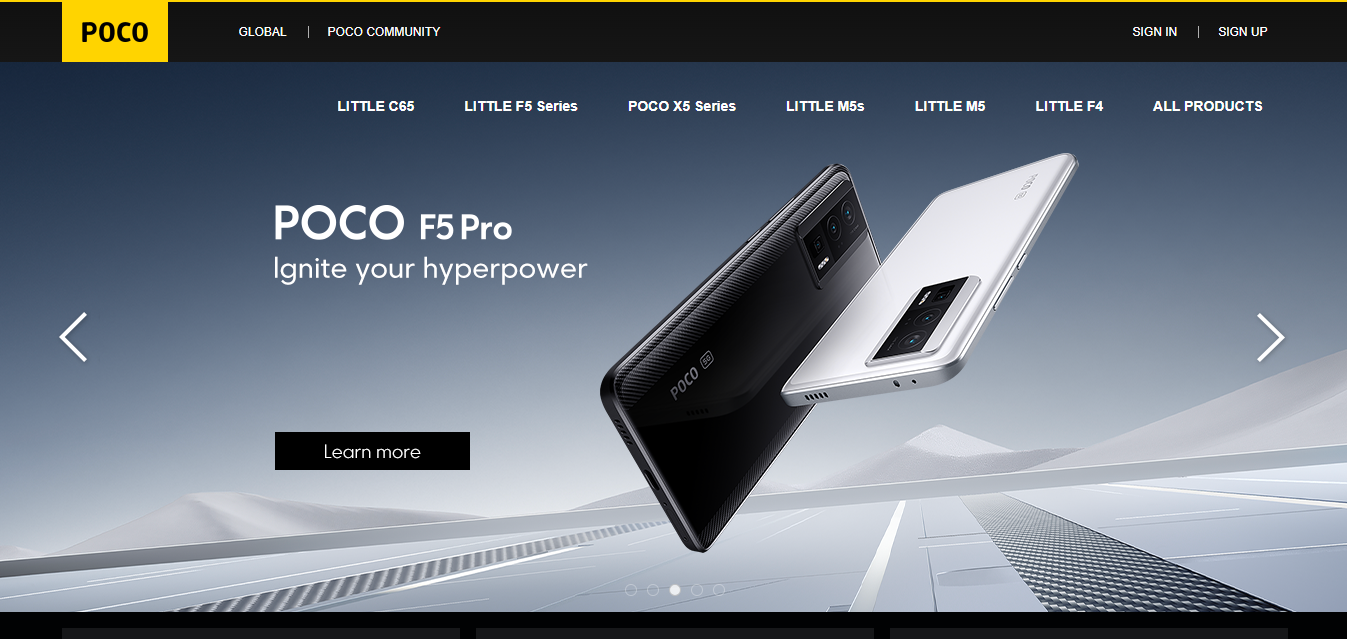 POCO
GLOBAL | POCO COMMUNITY
SIGN IN | SIGN UP
LITTLE C65
LITTLE F5 Series
POCO X5 Series
LITTLE M5s
LITTLE M5
LITTLE F4
ALL PRODUCTS
POCO F5 Pro
Ignite your hyperpower
Learn more
POCO 5G
POCO